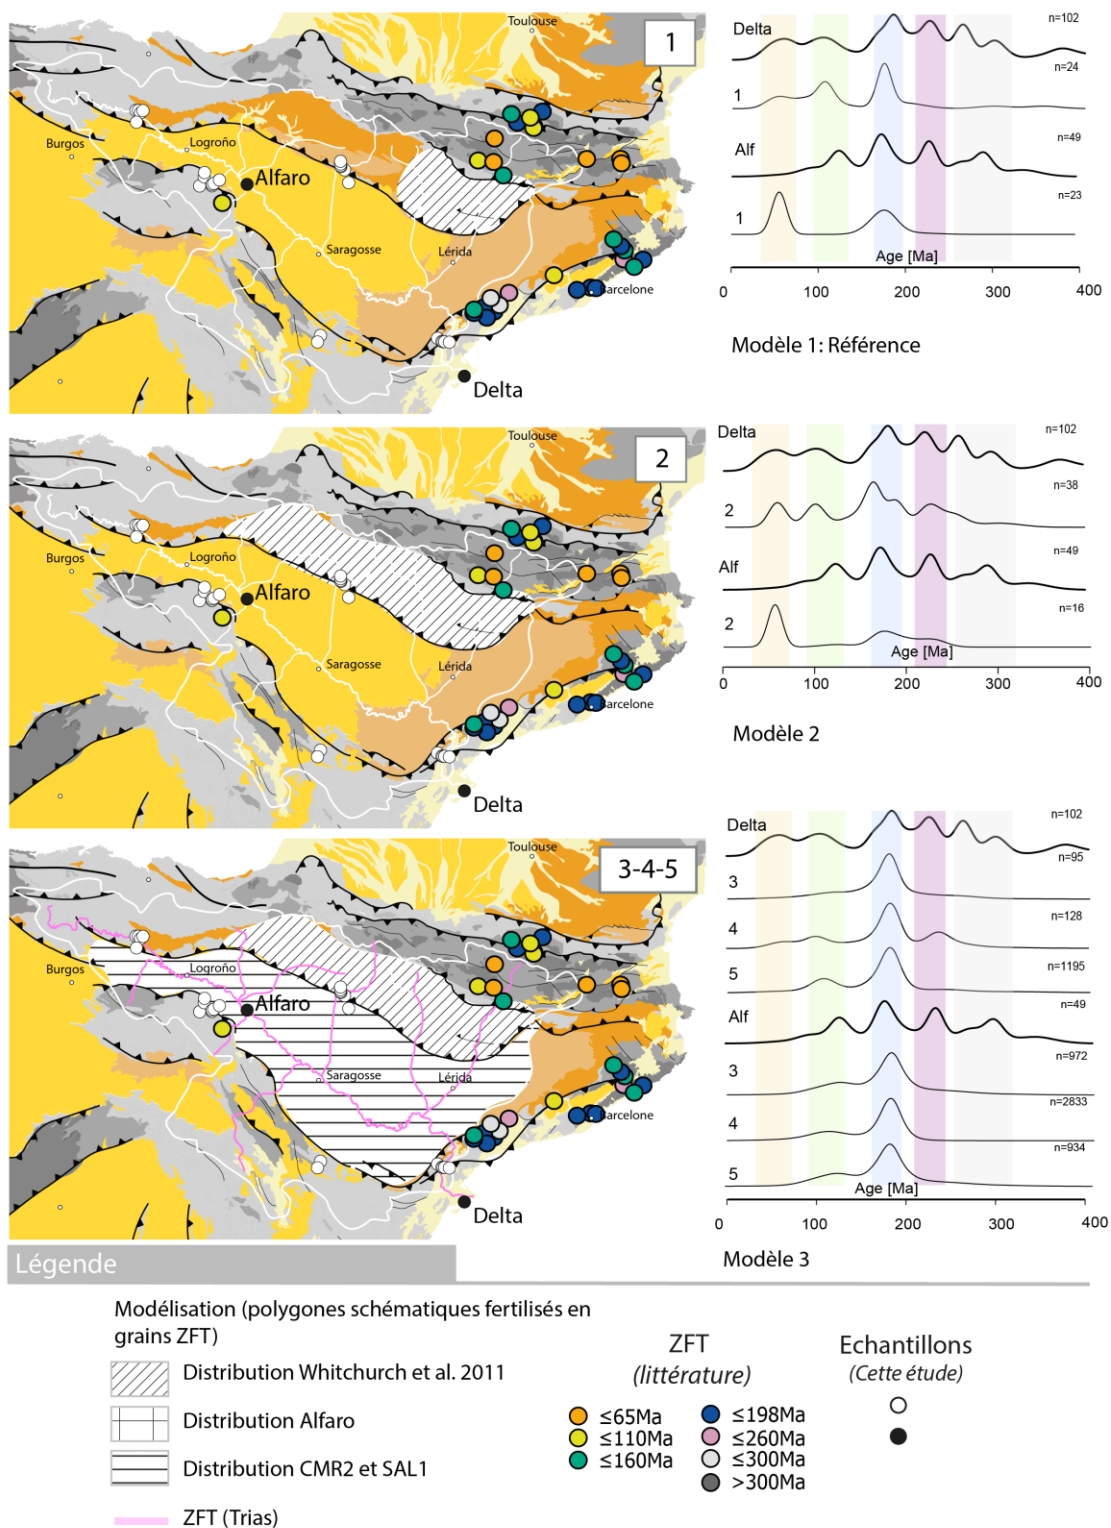 Toulouse
1
Burgos
Logroño
Alfaro
Saragosse
Lérida
Barcelone
Delta
Delta
n=102
1
n=24
Alf
n=49
1
n=23
Age [Ma]
0 100 200 300 400
Modèle 1: Référence
Toulouse
2
Burgos
Logroño
Alfaro
Saragosse
Lérida
Barcelone
Delta
Delta
n=102
2
n=38
Alf
n=49
2
n=16
Age [Ma]
0 100 200 300 400
Modèle 2
Toulouse
3-4-5
Burgos
Logroño
Alfaro
Saragosse
Lérida
Barcelone
Delta
Delta
n=102
3
n=95
4
n=128
5
n=1195
Alf
n=49
3
n=972
4
n=2833
5
n=934
Age [Ma]
0 100 200 300 400
Modèle 3
Légende
Modélisation (polygones schématiques fertilisés en
grains ZFT)
Distribution Whitchurch et al. 2011
Distribution Alfaro
Distribution CMR2 et SAL1
ZFT (Trias)
ZFT
(littérature)
≤65Ma
≤110Ma
≤160Ma
≤198Ma
≤260Ma
≤300Ma
>300Ma
Echantillons
(Cette étude)